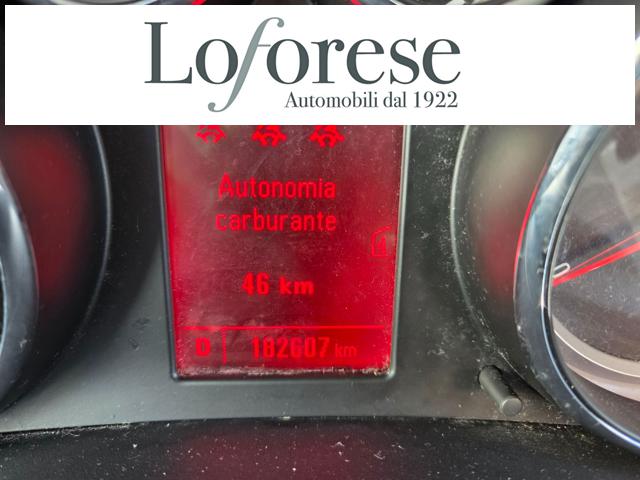 Loforese
Automobili dal 1922
Autonomia
carburante
46 km
D 182607 km